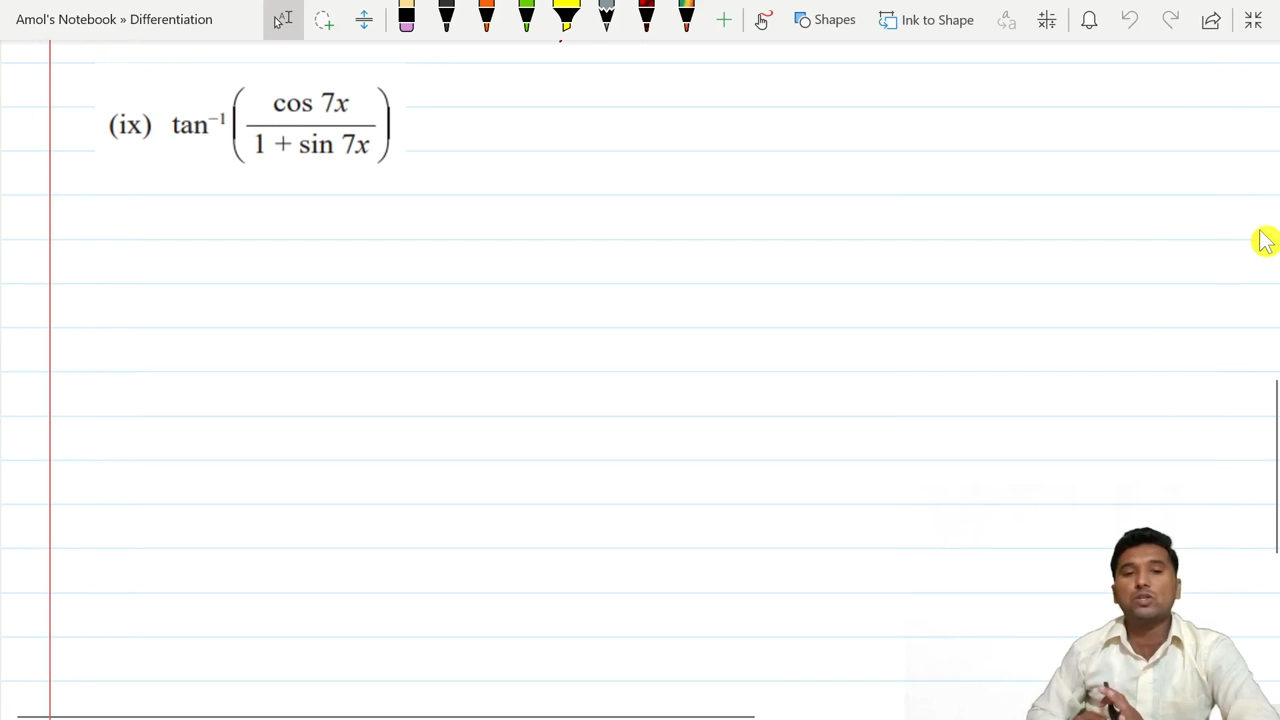 Amol's Notebook » Differentiation
Shapes
Ink to Shape
(ix) tan⁻¹ ( cos 7x / 1 + sin 7x )